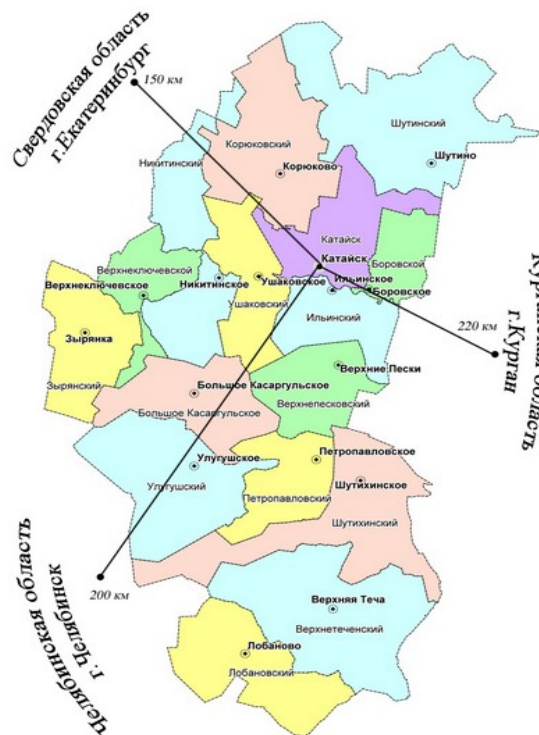 Свердовская область
г.Екатеринбург
150 км
Шутинский
Корюковский
Шутино
Корюково
Никитинский
Катайск
Боровской
Верхнеключевской
Катайск
Верхнеключевское
Никитинское
Ушаковское
Ильинское
Боровское
Ушаковский
Ильинский
Зырянка
220 км
г.Курган
область
Верхние Пески
Зырянский
Большое Касаргульское
Большое Касаргульское
Верхнепесковский
Улугушское
Петропавловское
Улугушский
Шутихинское
Петропавловский
Шутихинский
200 км
Челябинская область
г. Челябинск
Верхняя Теча
Верхнетеченский
Лобаново
Лобановский